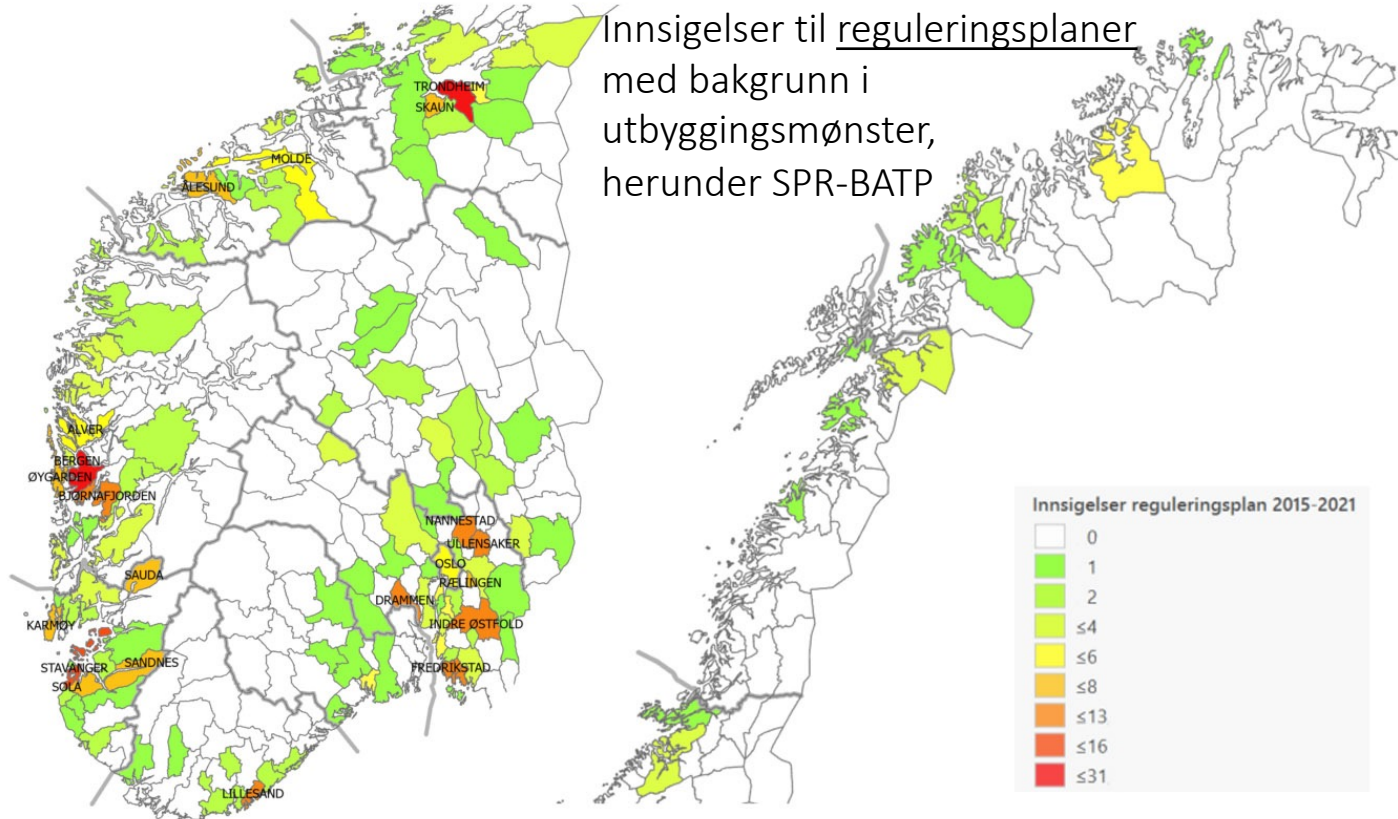 Innsigelser til reguleringsplaner
med bakgrunn i
utbyggingsmønster,
herunder SPR-BATP
TRONDHEIM
SKAUN
MOLDE
ÅLESUND
ALVER
BERGEN
ØYGARDEN
BJØRNAFJORDEN
NANNESTAD
ULLENSAKER
OSLO
RÆLINGEN
SAUDA
DRAMMEN
INDRE ØSTFOLD
KARMØY
STAVANGER
SANDNES
SOLA
FREDRIKSTAD
LILLESAND
Innsigelser reguleringsplan 2015-2021
0
1
2
≤4
≤6
≤8
≤13
≤16
≤31